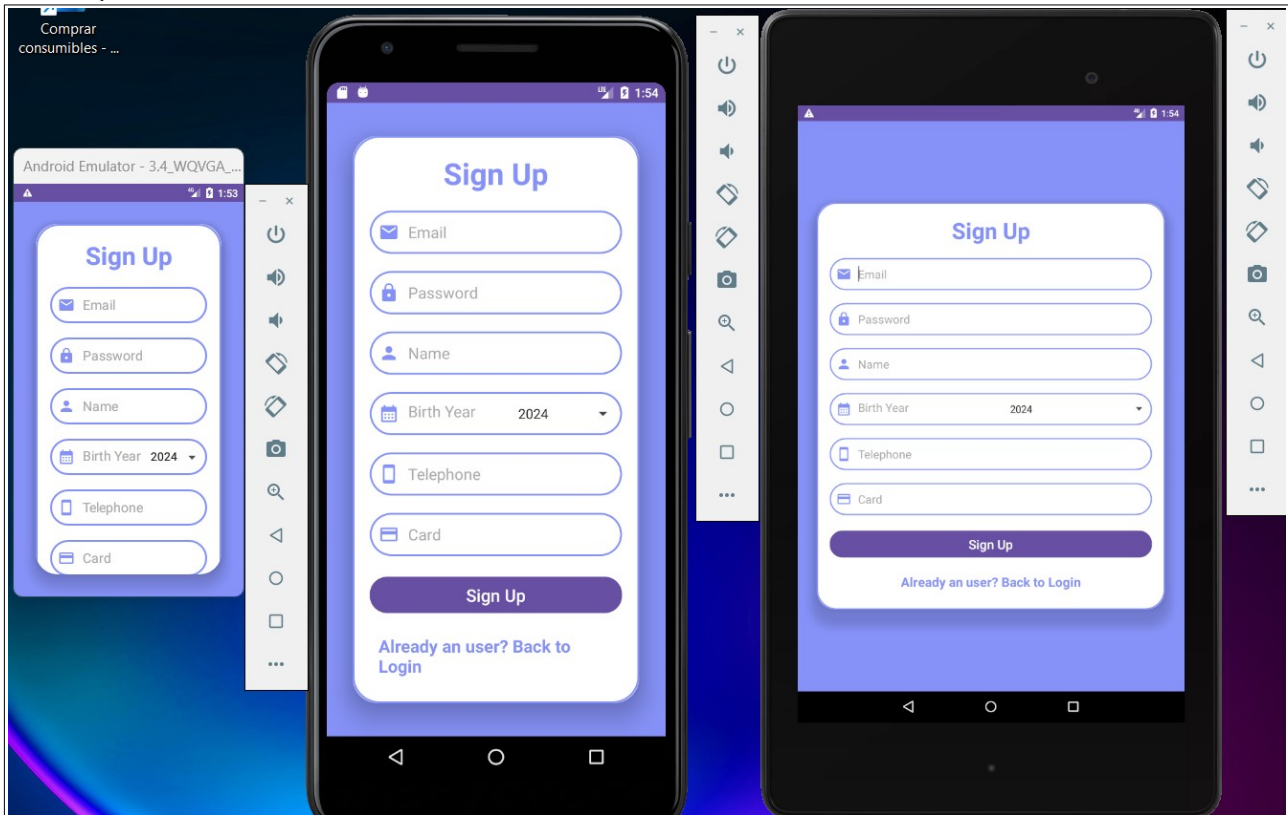 Comprar
consumibles - ...
Android Emulator - 3.4_WQVGA_...
1:53
Sign Up
Email
Password
Name
Birth Year 2024
Telephone
Card
LTE 1:54
Sign Up
Email
Password
Name
Birth Year 2024
Telephone
Card
Sign Up
Already an user? Back to
Login
1:54
Sign Up
Email
Password
Name
Birth Year 2024
Telephone
Card
Sign Up
Already an user? Back to Login